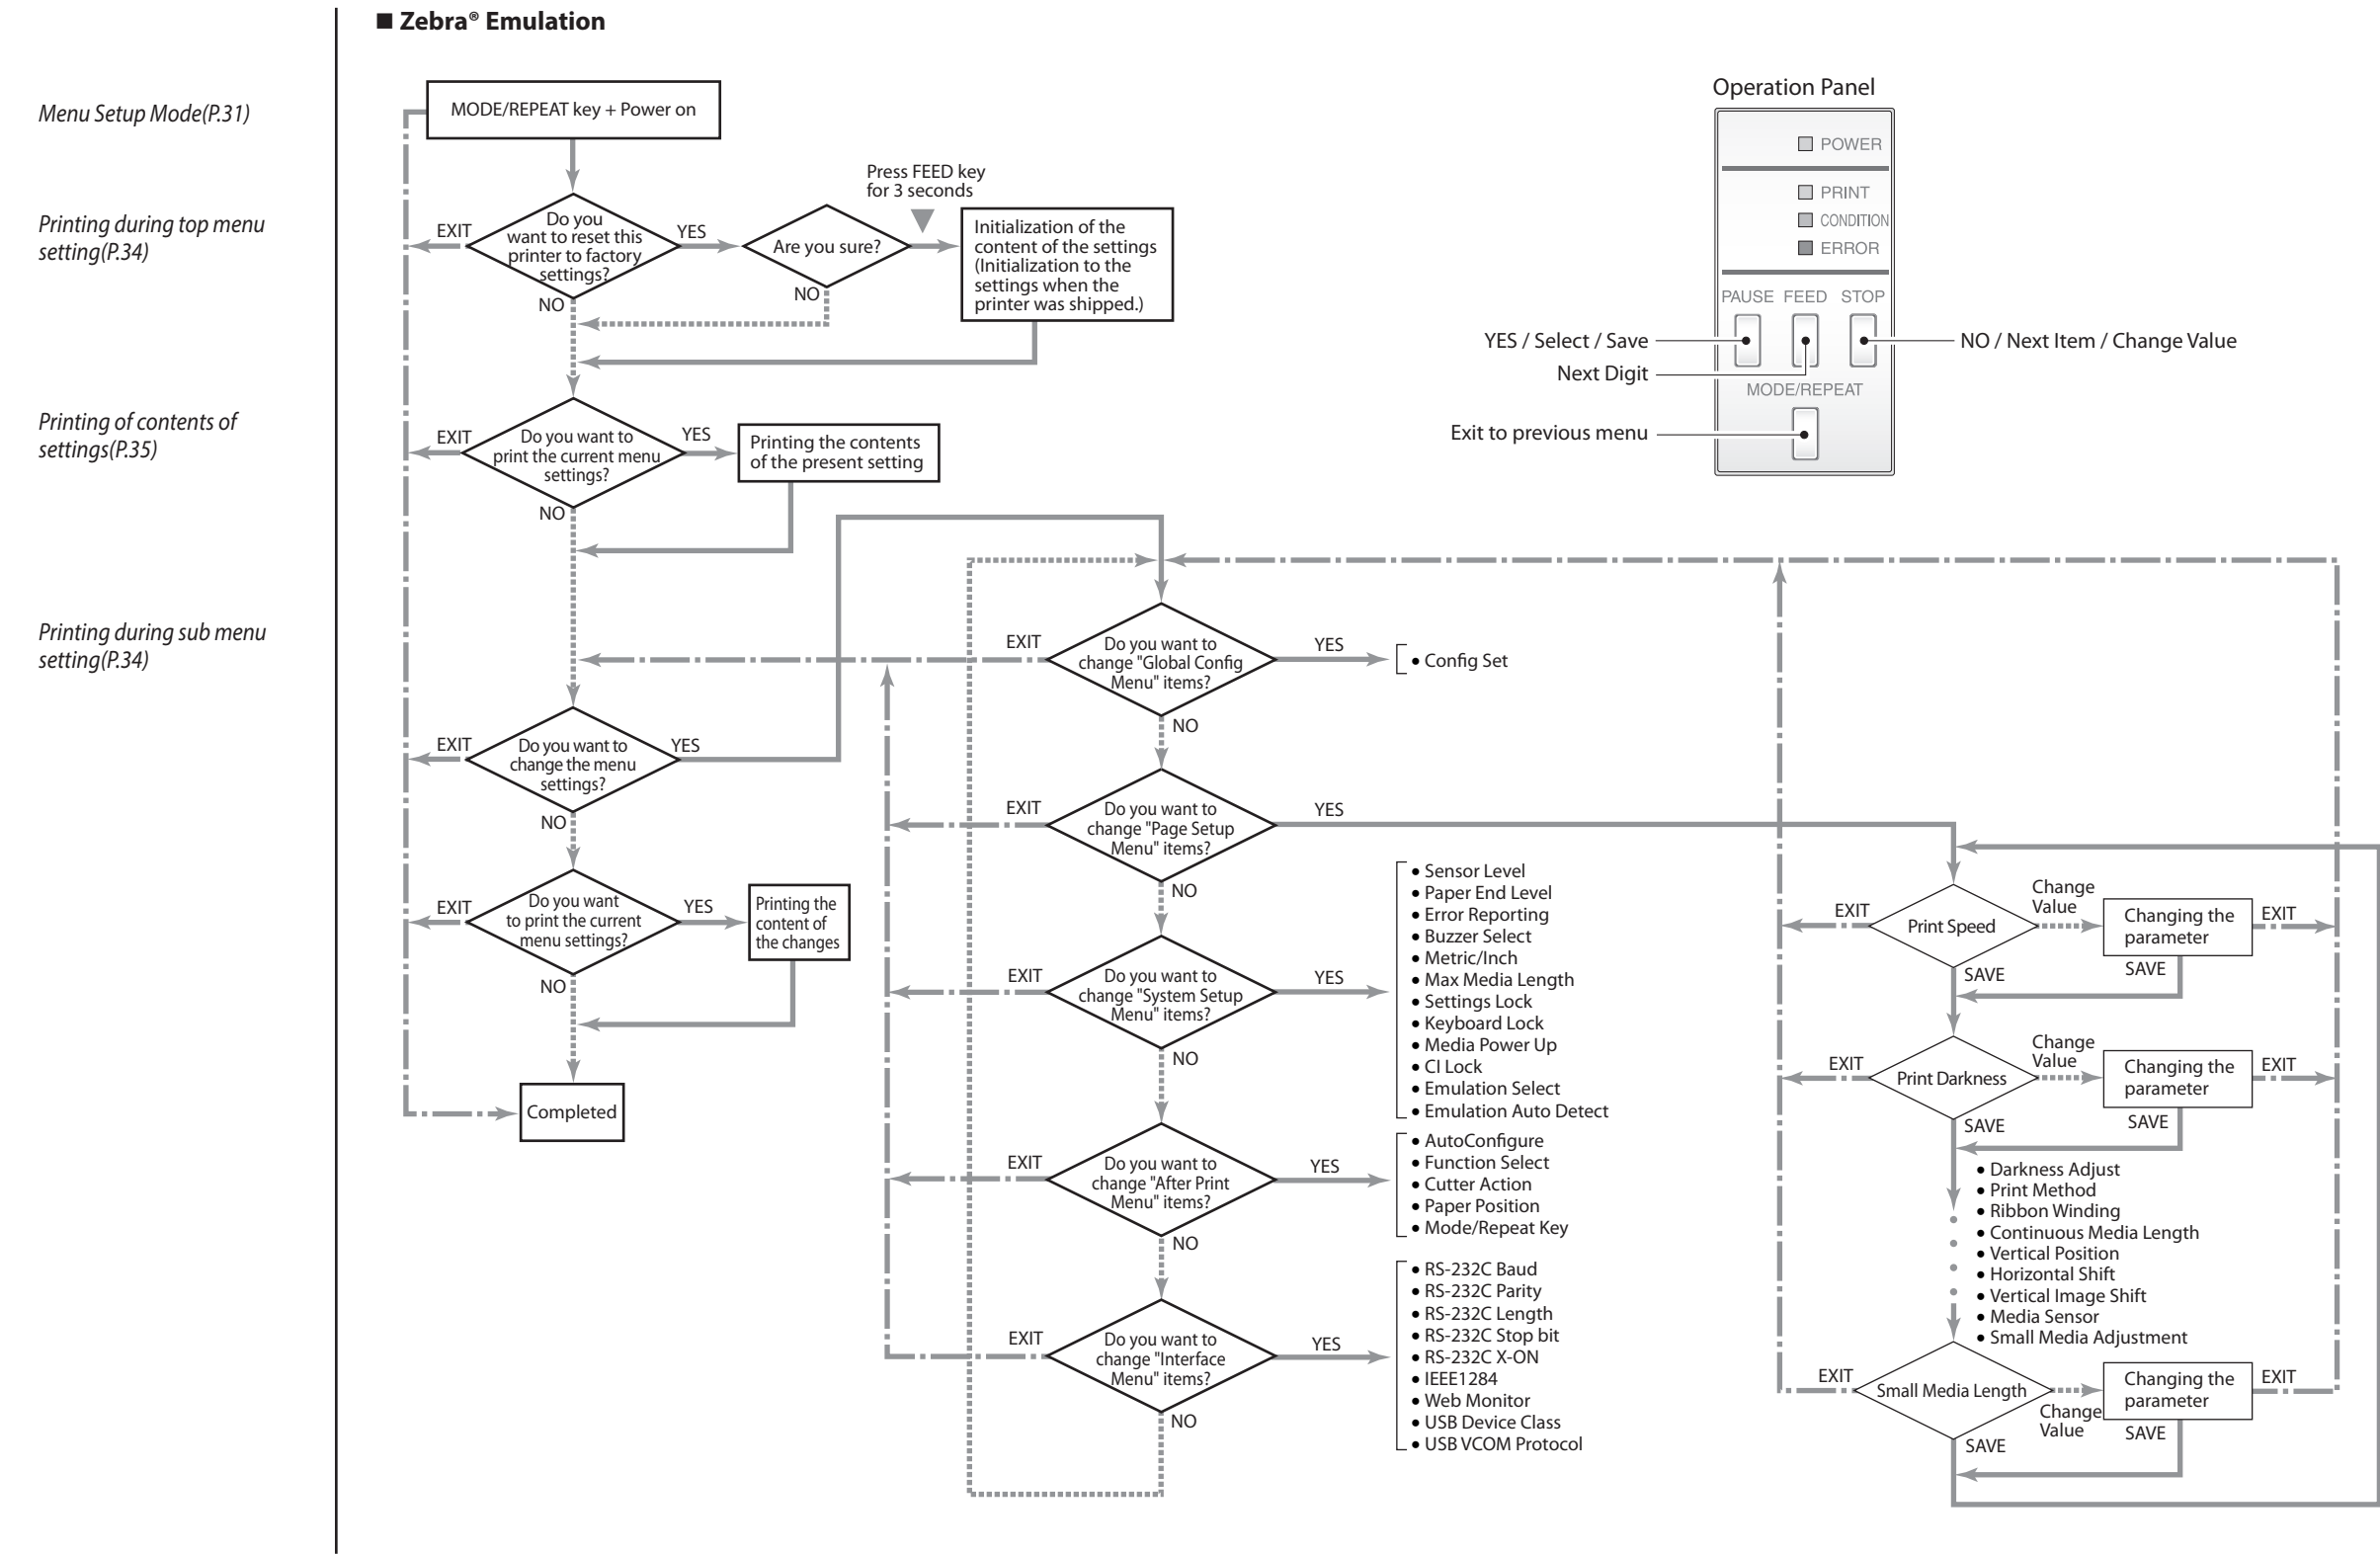 ■ Zebra® Emulation
Menu Setup Mode(P.31)
Printing during top menu
setting(P.34)
Printing of contents of
settings(P.35)
Printing during sub menu
setting(P.34)
MODE/REPEAT key + Power on
Do you
want to reset this
printer to factory
settings?
EXIT
YES
NO
Are you sure?
NO
Press FEED key
for 3 seconds
Initialization of the
content of the settings
(Initialization to the
settings when the
printer was shipped.)
Do you want to
print the current menu
settings?
EXIT
YES
NO
Printing the contents
of the present setting
Do you want to
change the menu
settings?
EXIT
YES
NO
Do you want
to print the current
menu settings?
EXIT
YES
NO
Printing the
content of
the changes
Completed
Operation Panel
POWER
PRINT
CONDITION
ERROR
PAUSE FEED STOP
MODE/REPEAT
YES / Select / Save
Next Digit
Exit to previous menu
NO / Next Item / Change Value
Do you want to
change "Global Config
Menu" items?
EXIT
YES
NO
• Config Set
Do you want to
change "Page Setup
Menu" items?
EXIT
YES
NO
Do you want to
change "System Setup
Menu" items?
EXIT
YES
NO
• Sensor Level
• Paper End Level
• Error Reporting
• Buzzer Select
• Metric/Inch
• Max Media Length
• Settings Lock
• Keyboard Lock
• Media Power Up
• CI Lock
• Emulation Select
• Emulation Auto Detect
Do you want to
change "After Print
Menu" items?
EXIT
YES
NO
• AutoConfigure
• Function Select
• Cutter Action
• Paper Position
• Mode/Repeat Key
Do you want to
change "Interface
Menu" items?
EXIT
YES
NO
• RS-232C Baud
• RS-232C Parity
• RS-232C Length
• RS-232C Stop bit
• RS-232C X-ON
• IEEE1284
• Web Monitor
• USB Device Class
• USB VCOM Protocol
Print Speed
EXIT
Change
Value
Changing the
parameter
EXIT
SAVE
SAVE
Print Darkness
EXIT
Change
Value
Changing the
parameter
EXIT
SAVE
SAVE
• Darkness Adjust
• Print Method
• Ribbon Winding
• Continuous Media Length
• Vertical Position
• Horizontal Shift
• Vertical Image Shift
• Media Sensor
• Small Media Adjustment
Small Media Length
EXIT
Change
Value
Changing the
parameter
EXIT
SAVE
SAVE